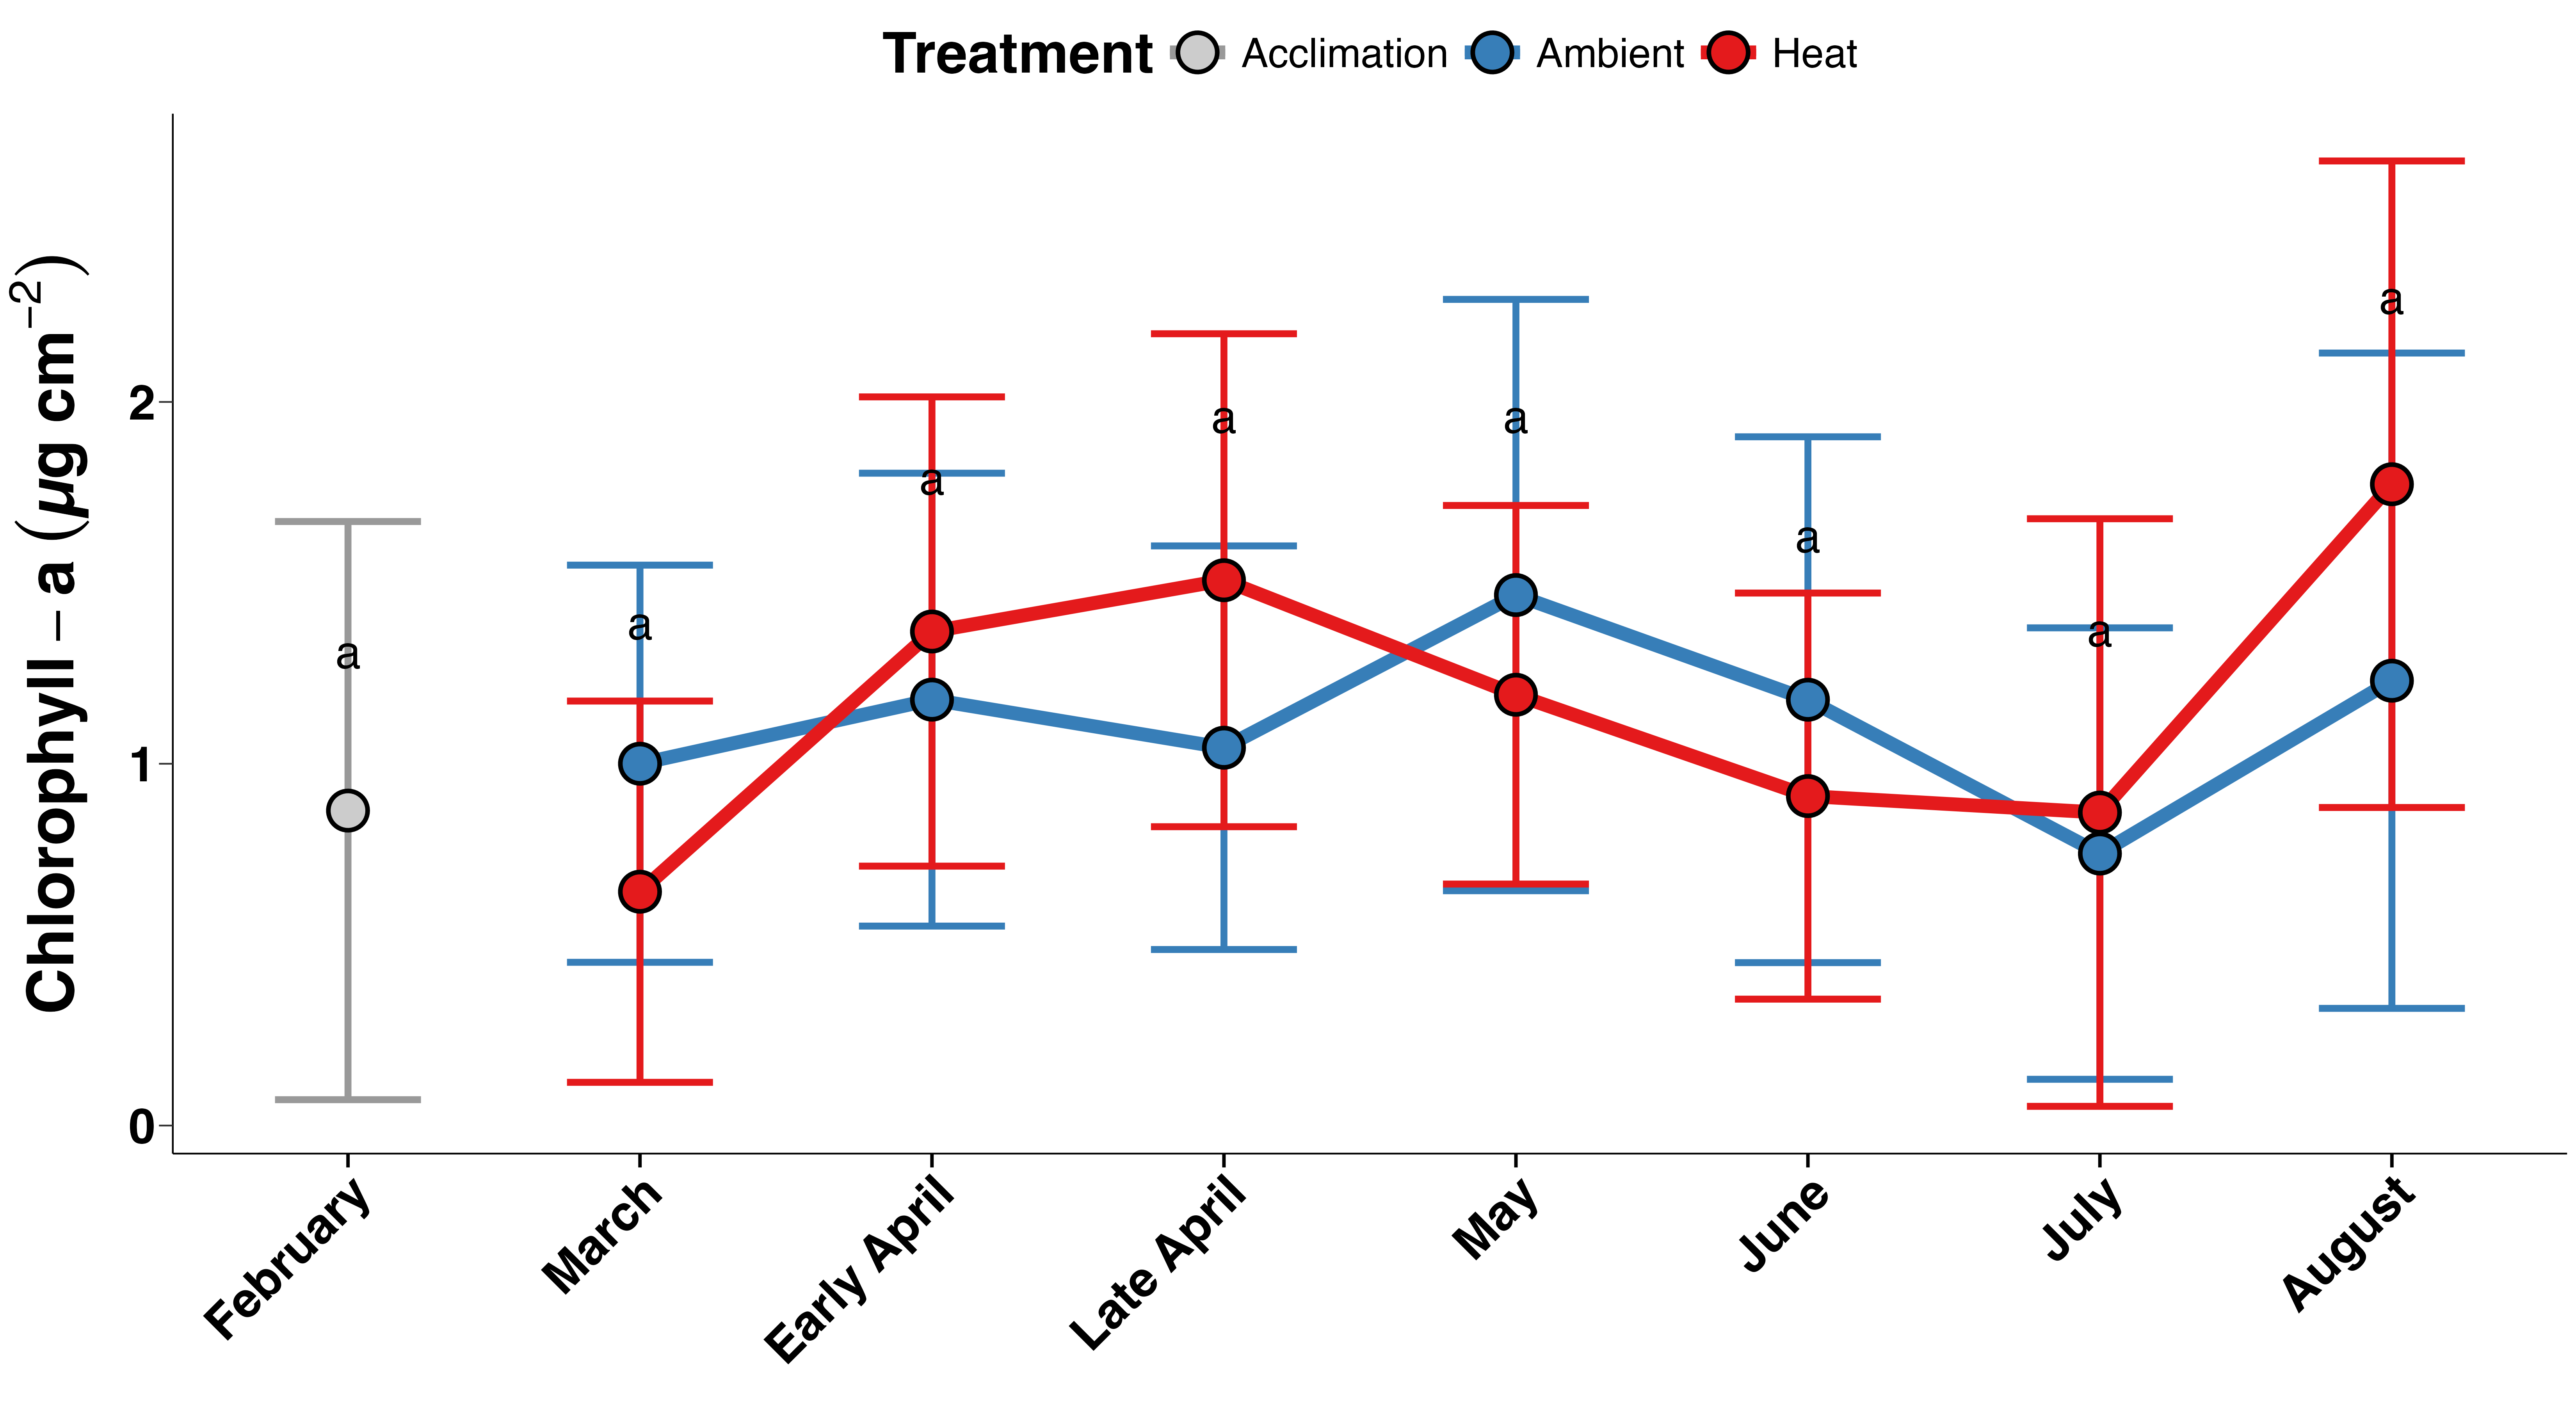 Treatment Acclimation Ambient Heat
Chlorophyll – a (µg cm⁻²)
2
1
0
a
a
a
a
a
a
a
a
February
March
Early April
Late April
May
June
July
August